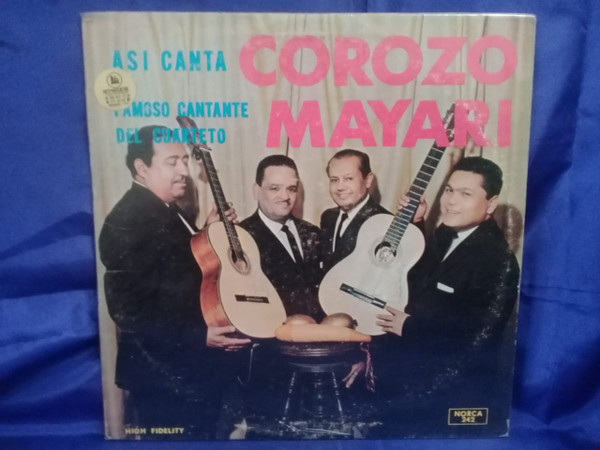 ASI CANTA
COROZO
FAMOSO CANTANTE
MAYARI
DEL CUARTETO
HIGH FIDELITY
NORCA
242